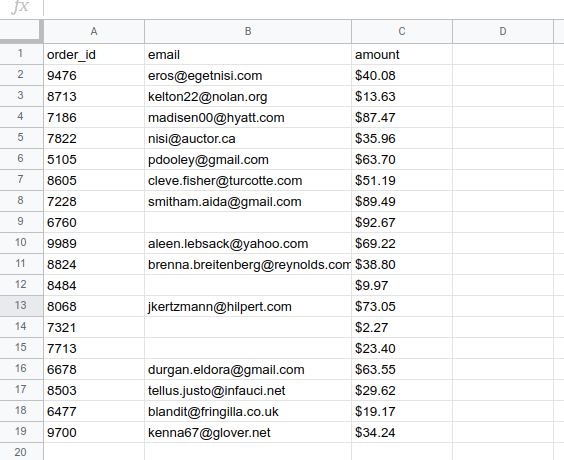 fx
A B C D
1 order_id email amount
2 9476 eros@egetnisi.com $40.08
3 8713 kelton22@nolan.org $13.63
4 7186 madisen00@hyatt.com $87.47
5 7822 nisi@auctor.ca $35.96
6 5105 pdooley@gmail.com $63.70
7 8605 cleve.fisher@turcotte.com $51.19
8 7228 smitham.aida@gmail.com $89.49
9 6760 $92.67
10 9989 aleen.lebsack@yahoo.com $69.22
11 8824 brenna.breitenberg@reynolds.com $38.80
12 8484 $9.97
13 8068 jkertzmann@hilpert.com $73.05
14 7321 $2.27
15 7713 $23.40
16 6678 durgan.eldora@gmail.com $63.55
17 8503 tellus.justo@infauci.net $29.62
18 6477 blandit@fringilla.co.uk $19.17
19 9700 kenna67@glover.net $34.24
20